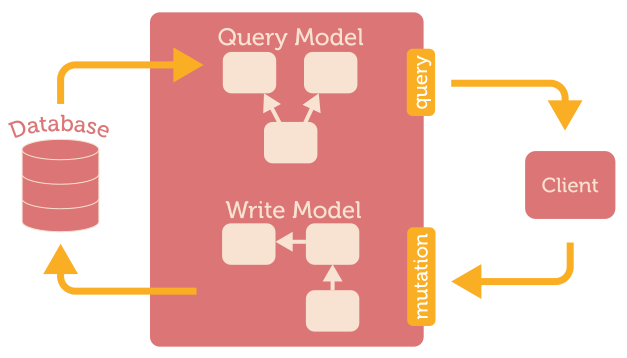 Query Model
query
Database
Client
Write Model
mutation